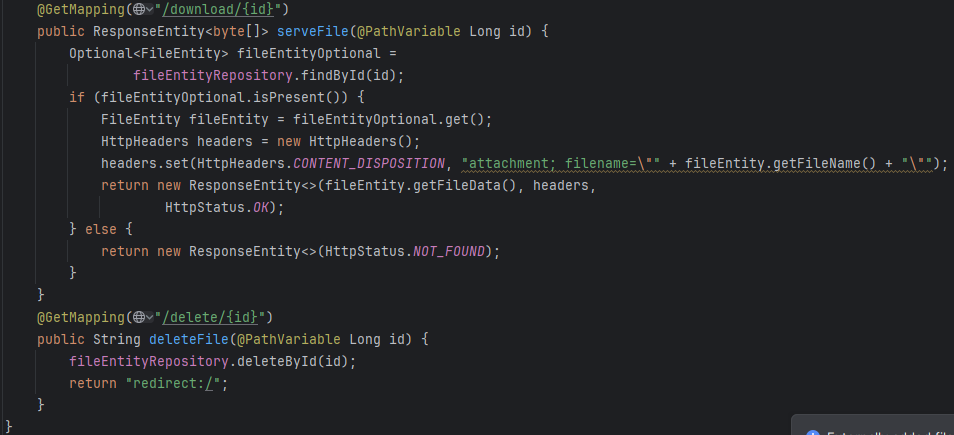 @GetMapping("/download/{id}")
public ResponseEntity<byte[]> serveFile(@PathVariable Long id) {
Optional<FileEntity> fileEntityOptional =
fileEntityRepository.findById(id);
if (fileEntityOptional.isPresent()) {
FileEntity fileEntity = fileEntityOptional.get();
HttpHeaders headers = new HttpHeaders();
headers.set(HttpHeaders.CONTENT_DISPOSITION, "attachment; filename=\"" + fileEntity.getFileName() + "\"");
return new ResponseEntity<>(fileEntity.getFileData(), headers,
HttpStatus.OK);
} else {
return new ResponseEntity<>(HttpStatus.NOT_FOUND);
}
}
@GetMapping("/delete/{id}")
public String deleteFile(@PathVariable Long id) {
fileEntityRepository.deleteById(id);
return "redirect:/";
}
}